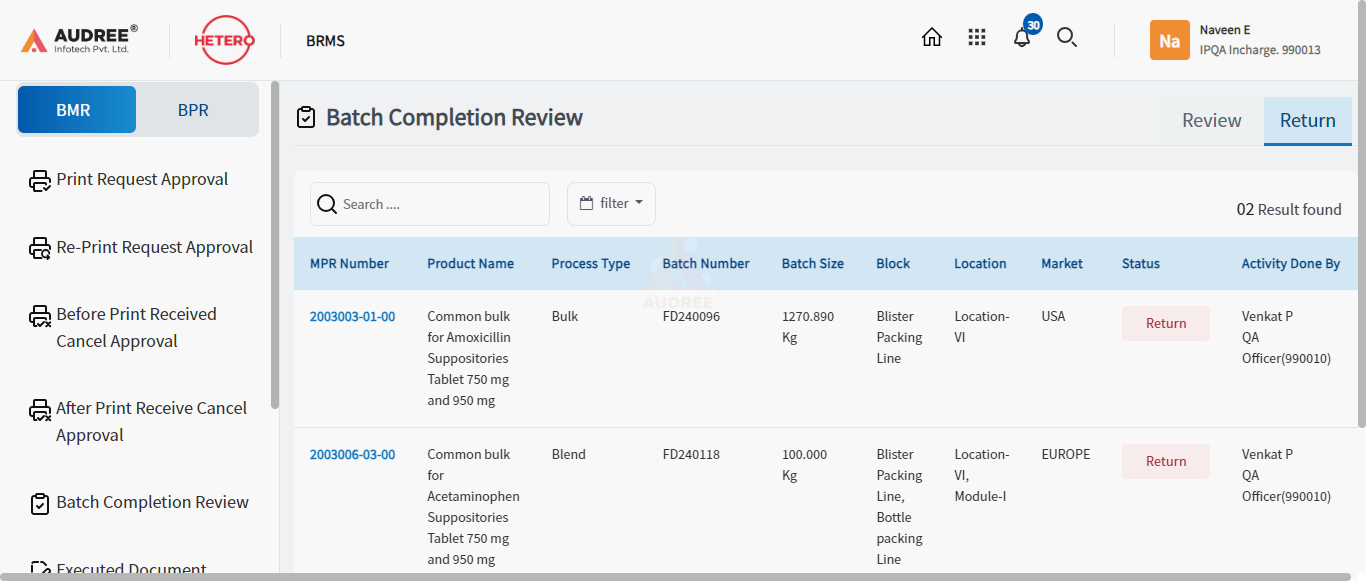 AUDREE®
Infotech Pvt. Ltd.
HETERO
BRMS
30
Na
Naveen E
IPQA Incharge. 990013
BMR
BPR
Print Request Approval
Re-Print Request Approval
Before Print Received
Cancel Approval
After Print Receive Cancel
Approval
Batch Completion Review
Executed Document
Batch Completion Review
Review
Return
Search ....
filter
02 Result found
AUDREE
MPR Number Product Name Process Type Batch Number Batch Size Block Location Market Status Activity Done By
2003003-01-00 Common bulk Bulk FD240096 1270.890 Blister Location- USA Return Venkat P
for Amoxicillin Kg Packing VI QA
Suppositories Line Officer(990010)
Tablet 750 mg
and 950 mg
2003006-03-00 Common bulk Blend FD240118 100.000 Blister Location- EUROPE Return Venkat P
for Kg Packing VI, QA
Acetaminophen Line, Module-I Officer(990010)
Suppositories Bottle
Tablet 750 mg packing
and 950 mg Line